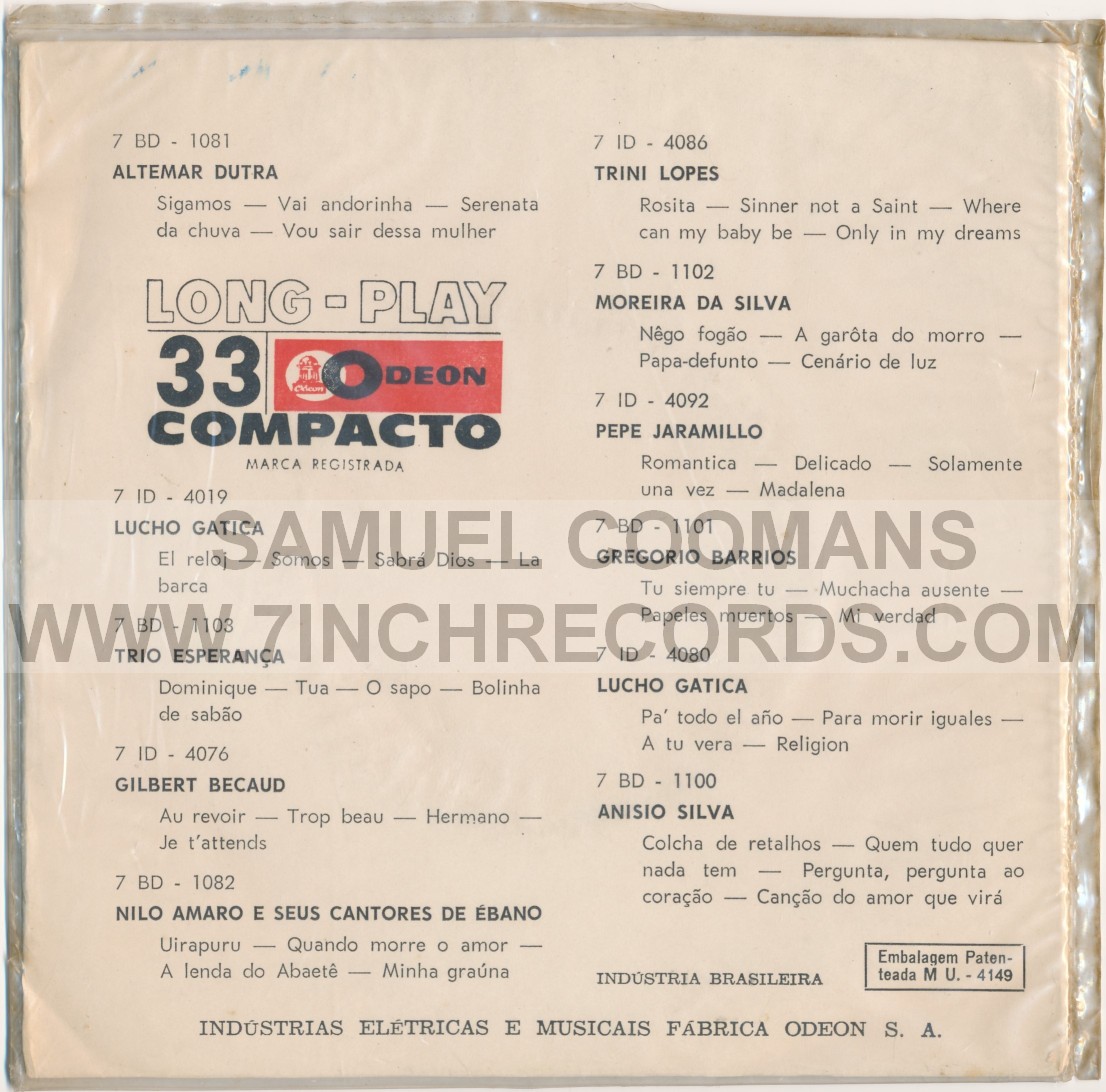 7 BD - 1081
ALTEMAR DUTRA
Sigamos — Vai andorinha — Serenata
da chuva — Vou sair dessa mulher
LONG-PLAY
33 ODEON
Odeon
COMPACTO
MARCA REGISTRADA
7 ID - 4019
LUCHO GATICA
El reloj — Somos — Sabrá Dios — La
barca
7 BD - 1103
TRIO ESPERANÇA
Dominique — Tua — O sapo — Bolinha
de sabão
7 ID - 4076
GILBERT BECAUD
Au revoir — Trop beau — Hermano —
Je t'attends
7 BD - 1082
NILO AMARO E SEUS CANTORES DE ÉBANO
Uirapuru — Quando morre o amor —
A lenda do Abaetê — Minha graúna
7 ID - 4086
TRINI LOPES
Rosita — Sinner not a Saint — Where
can my baby be — Only in my dreams
7 BD - 1102
MOREIRA DA SILVA
Nêgo fogão — A garôta do morro —
Papa-defunto — Cenário de luz
7 ID - 4092
PEPE JARAMILLO
Romantica — Delicado — Solamente
una vez — Madalena
7 BD - 1101
GREGORIO BARRIOS
Tu siempre tu — Muchacha ausente —
Papeles muertos — Mi verdad
7 ID - 4080
LUCHO GATICA
Pa' todo el año — Para morir iguales —
A tu vera — Religion
7 BD - 1100
ANISIO SILVA
Colcha de retalhos — Quem tudo quer
nada tem — Pergunta, pergunta ao
coração — Canção do amor que virá
INDÚSTRIA BRASILEIRA
Embalagem Paten-
teada M U. - 4149
INDÚSTRIAS ELÉTRICAS E MUSICAIS FÁBRICA ODEON S. A.
SAMUEL COOMANS
WWW.7INCHRECORDS.COM